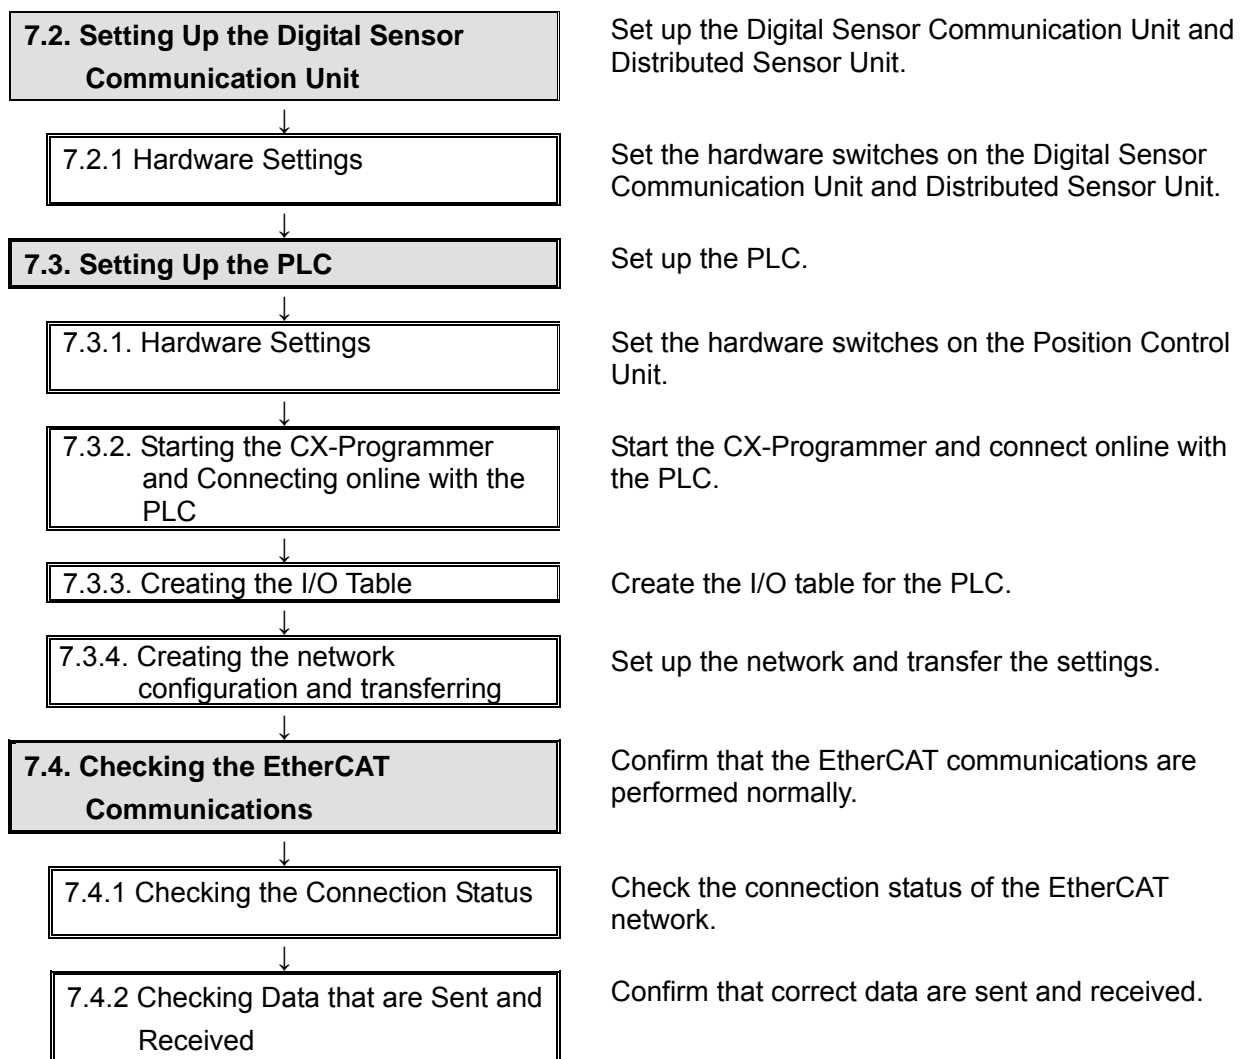 7.2. Setting Up the Digital Sensor
Communication Unit
Set up the Digital Sensor Communication Unit and
Distributed Sensor Unit.
↓
7.2.1 Hardware Settings
Set the hardware switches on the Digital Sensor
Communication Unit and Distributed Sensor Unit.
↓
7.3. Setting Up the PLC
Set up the PLC.
↓
7.3.1. Hardware Settings
Set the hardware switches on the Position Control
Unit.
↓
7.3.2. Starting the CX-Programmer
and Connecting online with the
PLC
Start the CX-Programmer and connect online with
the PLC.
↓
7.3.3. Creating the I/O Table
Create the I/O table for the PLC.
↓
7.3.4. Creating the network
configuration and transferring
Set up the network and transfer the settings.
↓
7.4. Checking the EtherCAT
Communications
Confirm that the EtherCAT communications are
performed normally.
↓
7.4.1 Checking the Connection Status
Check the connection status of the EtherCAT
network.
↓
7.4.2 Checking Data that are Sent and
Received
Confirm that correct data are sent and received.